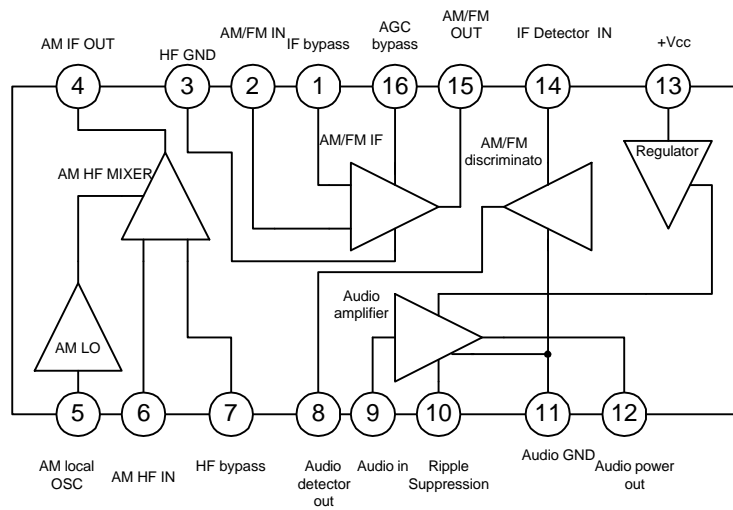 AM IF OUT
HF GND
AM/FM IN
IF bypass
AGC
bypass
AM/FM
OUT
IF Detector IN
+Vcc
4
3
2
1
16
15
14
13
AM/FM IF
AM/FM
discriminato
Regulator
AM HF MIXER
Audio
amplifier
AM LO
5
6
7
8
9
10
11
12
AM local
OSC
AM HF IN
HF bypass
Audio
detector
out
Audio in
Ripple
Suppression
Audio GND
Audio power
out